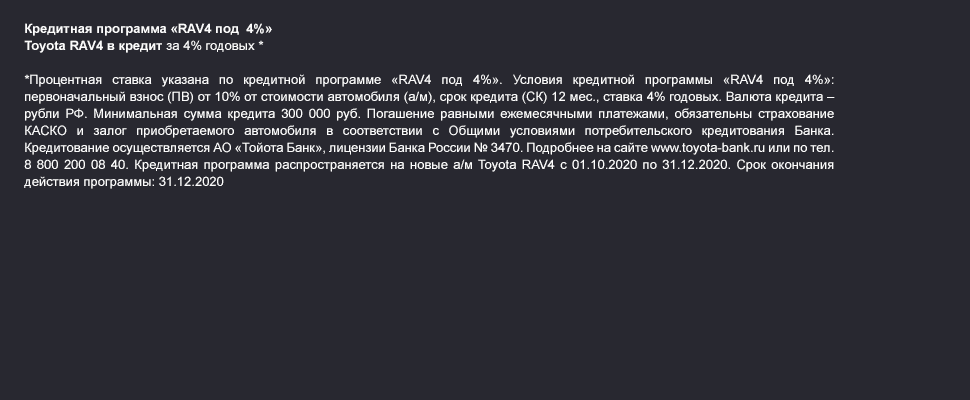 Кредитная программа «RAV4 под 4%»
Toyota RAV4 в кредит за 4% годовых *
*Процентная ставка указана по кредитной программе «RAV4 под 4%». Условия кредитной программы «RAV4 под 4%»:
первоначальный взнос (ПВ) от 10% от стоимости автомобиля (а/м), срок кредита (СК) 12 мес., ставка 4% годовых. Валюта кредита –
рубли РФ. Минимальная сумма кредита 300 000 руб. Погашение равными ежемесячными платежами, обязательны страхование
КАСКО и залог приобретаемого автомобиля в соответствии с Общими условиями потребительского кредитования Банка.
Кредитование осуществляется АО «Тойота Банк», лицензии Банка России № 3470. Подробнее на сайте www.toyota-bank.ru или по тел.
8 800 200 08 40. Кредитная программа распространяется на новые а/м Toyota RAV4 с 01.10.2020 по 31.12.2020. Срок окончания
действия программы: 31.12.2020